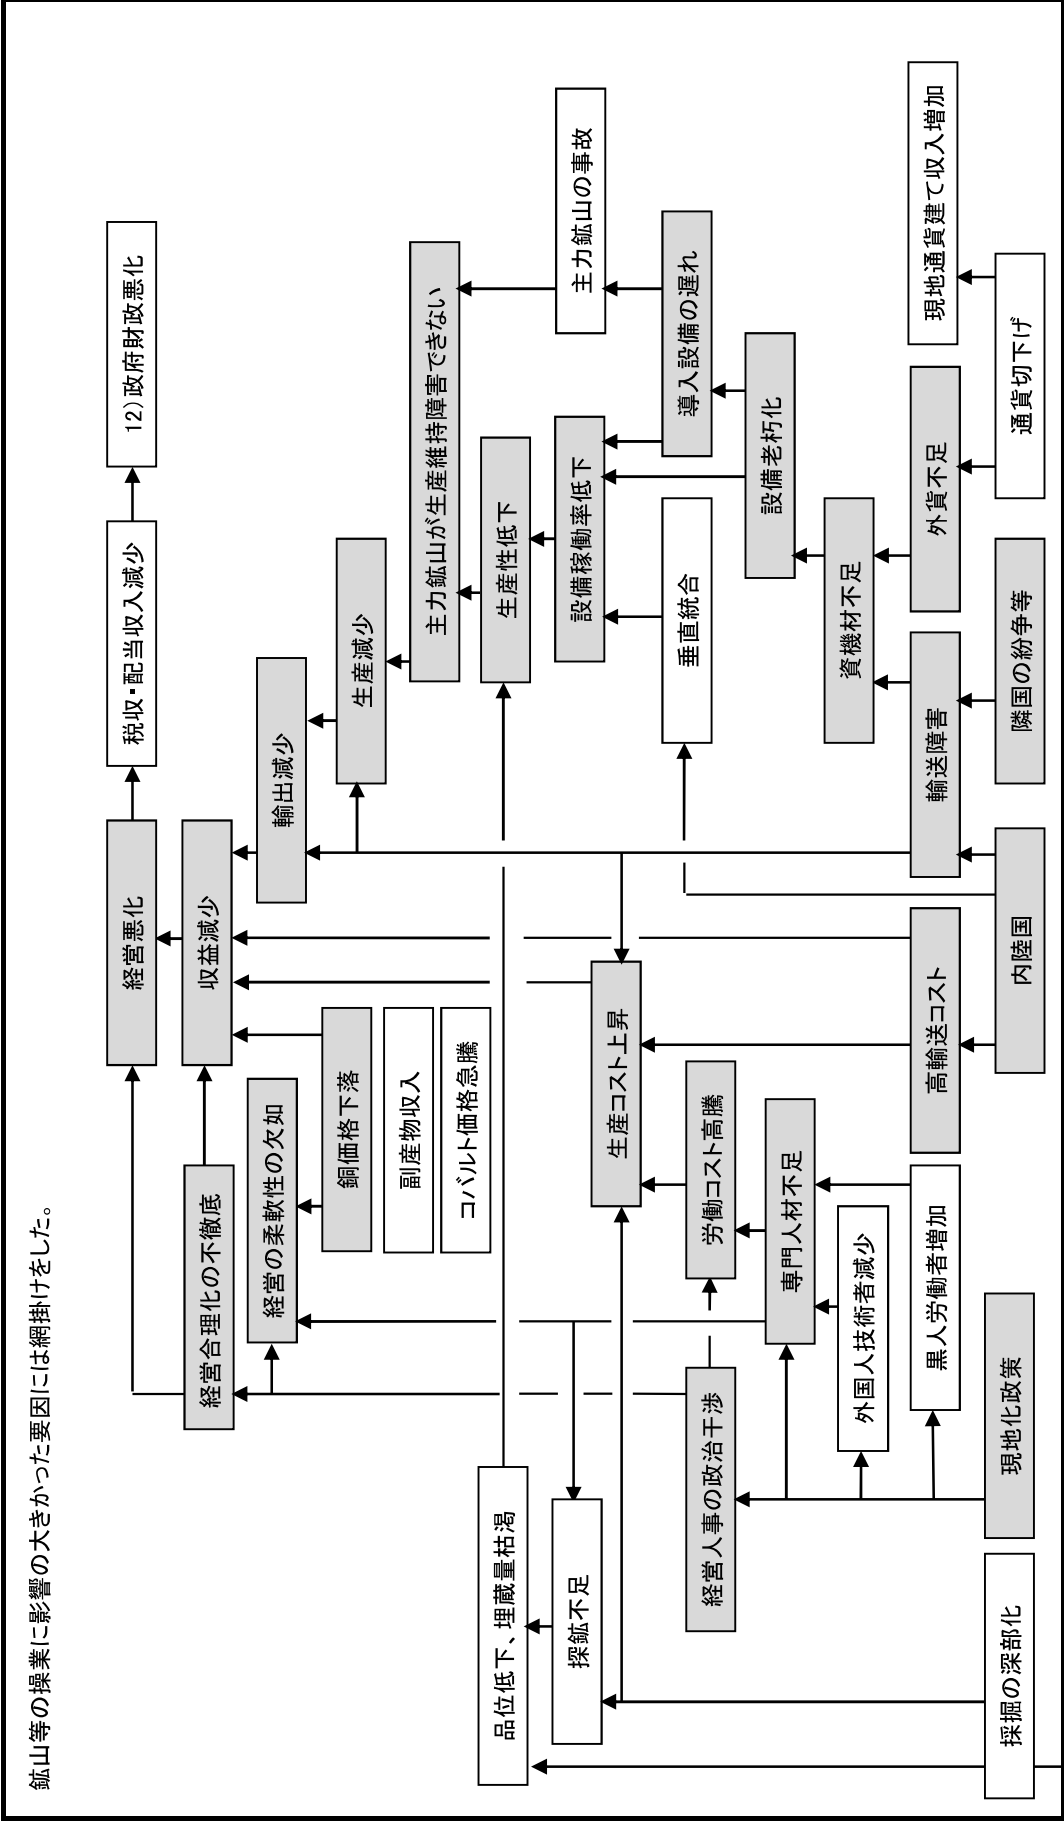 鉱山等の操業に影響の大きかった要因には網掛けをした。
経営悪化
税収・配当収入減少
12）政府財政悪化
経営合理化の不徹底
収益減少
経営の柔軟性の欠如
輸出減少
銅価格下落
生産減少
副産物収入
主力鉱山が生産維持障害できない
コバルト価格急騰
品位低下、埋蔵量枯渇
生産性低下
探鉱不足
設備稼働率低下
主力鉱山の事故
生産コスト上昇
垂直統合
導入設備の遅れ
経営人事の政治干渉
労働コスト高騰
設備老朽化
専門人材不足
資機材不足
外国人技術者減少
黒人労働者増加
高輸送コスト
輸送障害
外貨不足
現地通貨建て収入増加
採掘の深部化
現地化政策
内陸国
隣国の紛争等
通貨切下げ